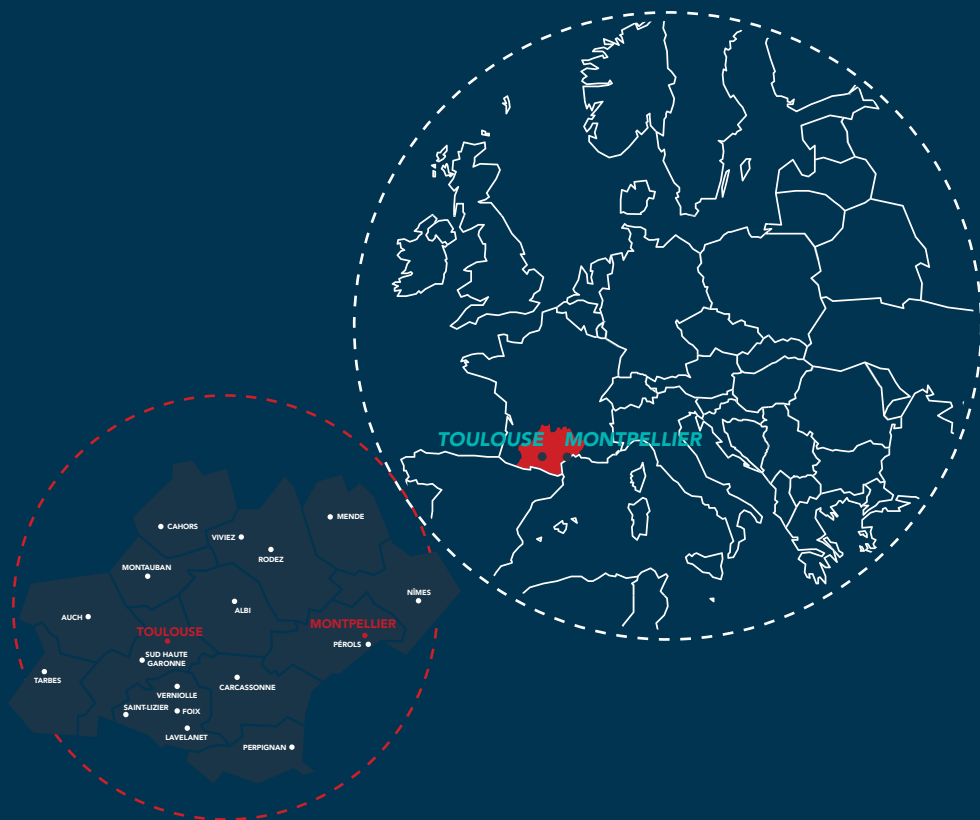 TOULOUSE MONTPELLIER
MENDE
CAHORS
VIVIEZ
RODEZ
MONTAUBAN
NÎMES
ALBI
AUCH
MONTPELLIER
TOULOUSE
PÉROLS
SUD HAUTE
GARONNE
TARBES
CARCASSONNE
VERNIOLLE
SAINT-LIZIER
FOIX
LAVELANET
PERPIGNAN